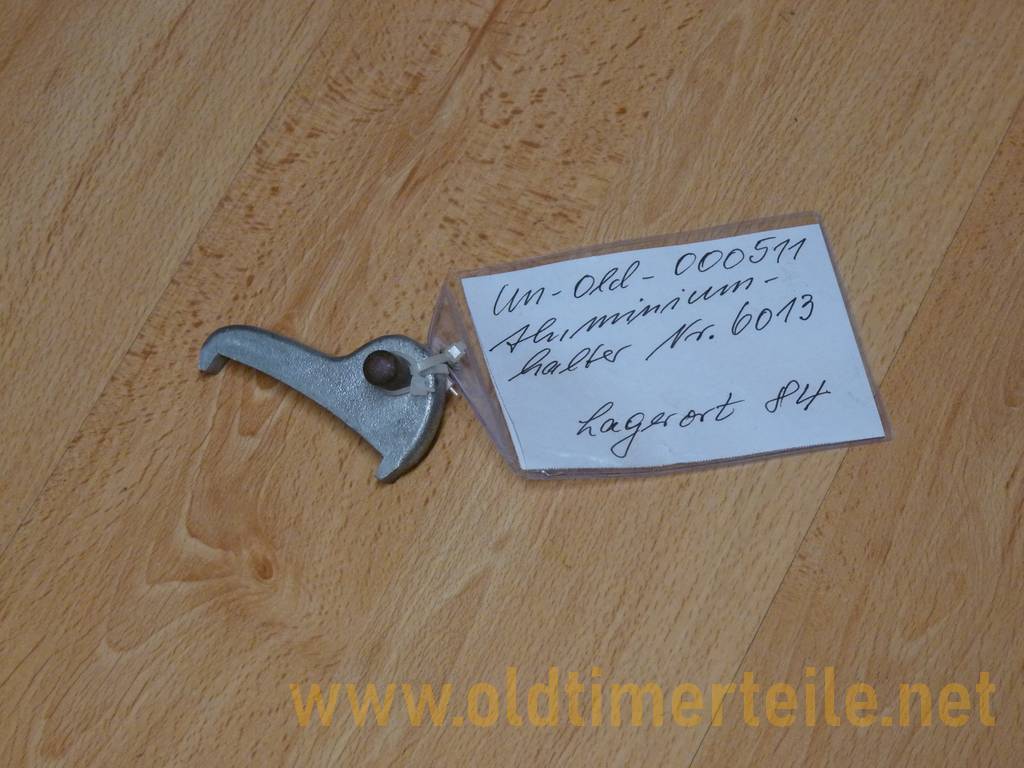 Un-Old-000511
Aluminium-
halter Nr. 6013
Lagerort 84
www.oldtimerteile.net